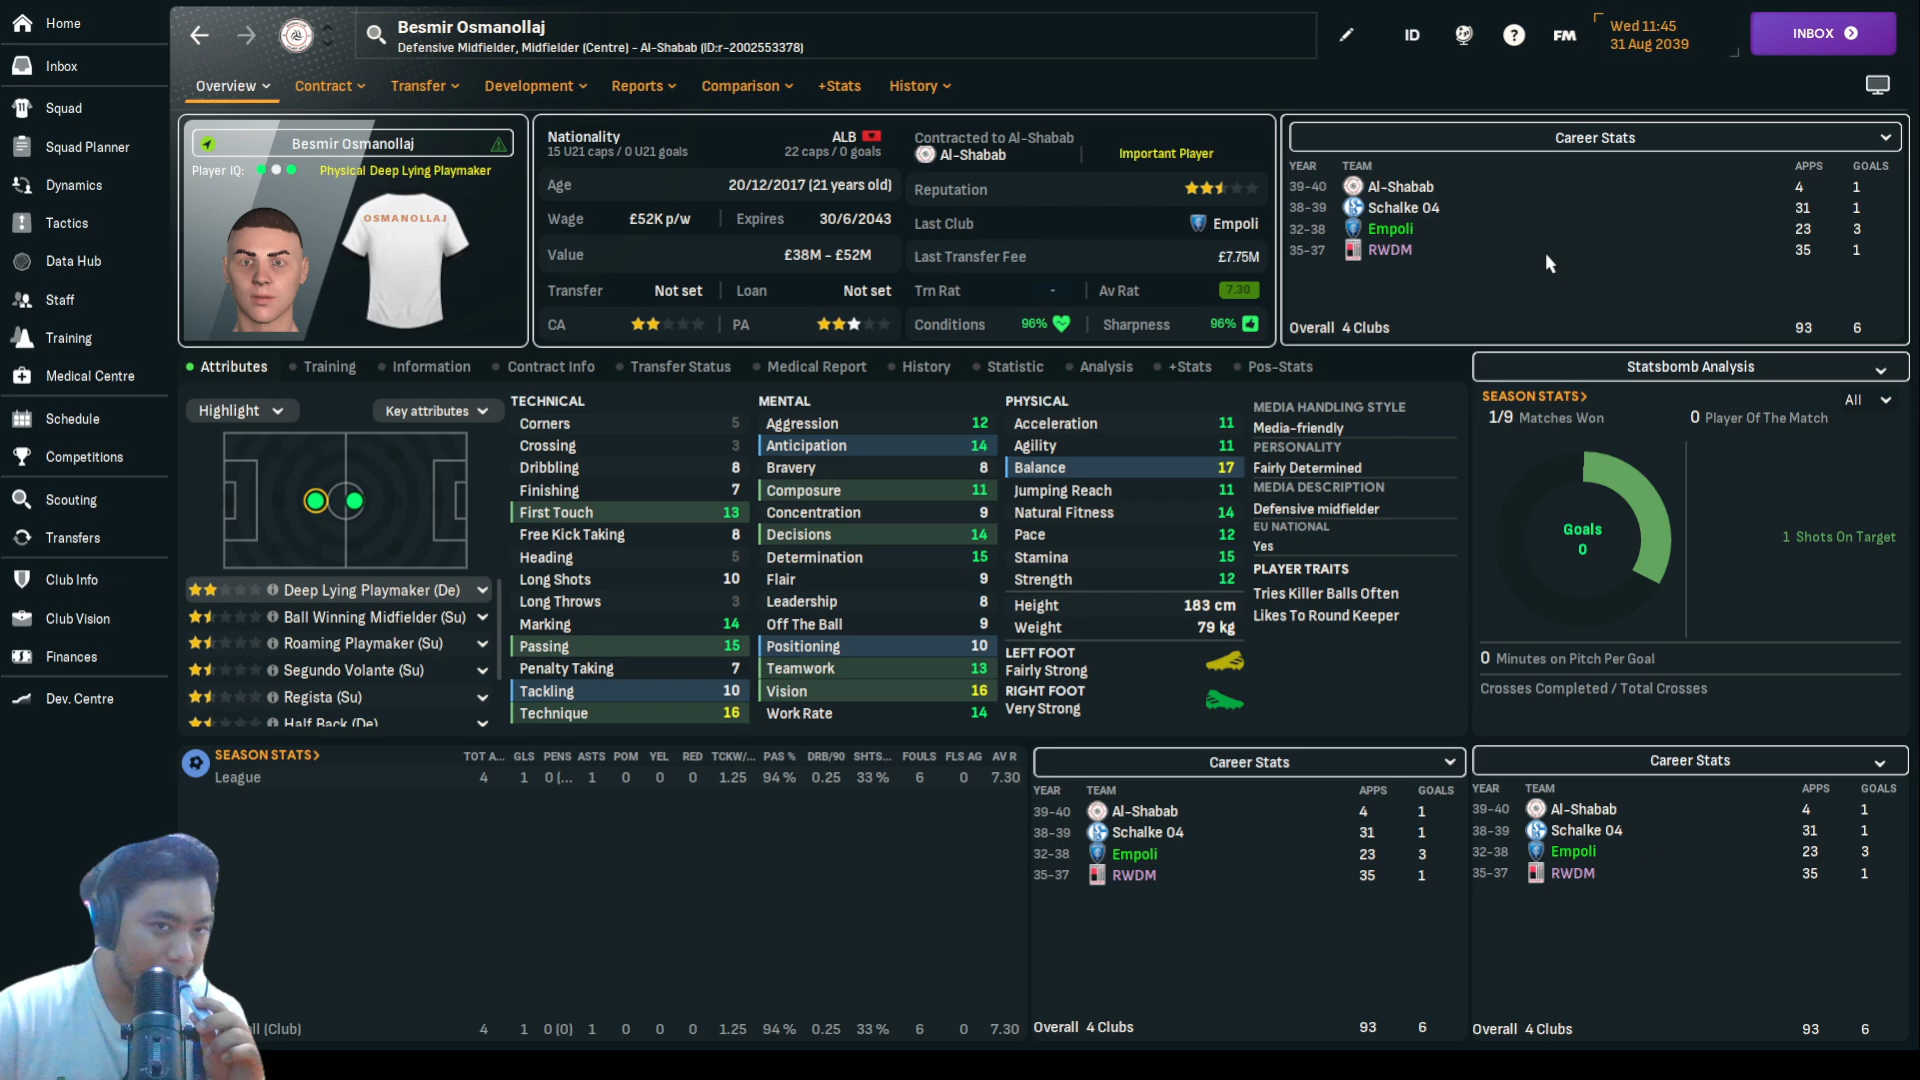 Home
Inbox
Squad
Squad Planner
Dynamics
Tactics
Data Hub
Staff
Training
Medical Centre
Schedule
Competitions
Scouting
Transfers
Club Info
Club Vision
Finances
Dev. Centre
Besmir Osmanollaj
Defensive Midfielder, Midfielder (Centre) - Al-Shabab (ID:r-2002553378)
ID
FM
Wed 11:45
31 Aug 2039
INBOX
Overview Contract Transfer Development Reports Comparison +Stats History
Besmir Osmanollaj
Player IQ: Physical Deep Lying Playmaker
OSMANOLLAJ
Nationality ALB
15 U21 caps / 0 U21 goals 22 caps / 0 goals
Age 20/12/2017 (21 years old)
Wage £52K p/w Expires 30/6/2043
Value £38M - £52M
Transfer Not set Loan Not set
CA PA
Contracted to Al-Shabab
Al-Shabab Important Player
Reputation
Last Club Empoli
Last Transfer Fee £7.75M
Trn Rat - Av Rat 7.30
Conditions 96% Sharpness 96%
Career Stats
YEAR TEAM APPS GOALS
39-40 Al-Shabab 4 1
38-39 Schalke 04 31 1
32-38 Empoli 23 3
35-37 RWDM 35 1
Overall 4 Clubs 93 6
Attributes Training Information Contract Info Transfer Status Medical Report History Statistic Analysis +Stats Pos-Stats
Highlight Key attributes
Deep Lying Playmaker (De)
Ball Winning Midfielder (Su)
Roaming Playmaker (Su)
Segundo Volante (Su)
Regista (Su)
Half Back (De)
TECHNICAL
Corners 5
Crossing 3
Dribbling 8
Finishing 7
First Touch 13
Free Kick Taking 8
Heading 5
Long Shots 10
Long Throws 3
Marking 14
Passing 15
Penalty Taking 7
Tackling 10
Technique 16
MENTAL
Aggression 12
Anticipation 14
Bravery 8
Composure 11
Concentration 9
Decisions 14
Determination 15
Flair 9
Leadership 8
Off The Ball 9
Positioning 10
Teamwork 13
Vision 16
Work Rate 14
PHYSICAL
Acceleration 11
Agility 11
Balance 17
Jumping Reach 11
Natural Fitness 14
Pace 12
Stamina 15
Strength 12
Height 183 cm
Weight 79 kg
LEFT FOOT
Fairly Strong
RIGHT FOOT
Very Strong
MEDIA HANDLING STYLE
Media-friendly
PERSONALITY
Fairly Determined
MEDIA DESCRIPTION
Defensive midfielder
EU NATIONAL
Yes
PLAYER TRAITS
Tries Killer Balls Often
Likes To Round Keeper
Statsbomb Analysis
SEASON STATS> All
1/9 Matches Won 0 Player Of The Match
Goals
0
1 Shots On Target
0 Minutes on Pitch Per Goal
Crosses Completed / Total Crosses
SEASON STATS> TOT A... GLS PENS ASTS POM YEL RED TCKW/... PAS % DRB/90 SHTS... FOULS FLS AG AV R
League 4 1 0 (... 1 0 0 0 1.25 94 % 0.25 33 % 6 0 7.30
ll (Club) 4 1 0 (0) 1 0 0 0 1.25 94 % 0.25 33 % 6 0 7.30
Career Stats
YEAR TEAM APPS GOALS
39-40 Al-Shabab 4 1
38-39 Schalke 04 31 1
32-38 Empoli 23 3
35-37 RWDM 35 1
Overall 4 Clubs 93 6
Career Stats
YEAR TEAM APPS GOALS
39-40 Al-Shabab 4 1
38-39 Schalke 04 31 1
32-38 Empoli 23 3
35-37 RWDM 35 1
Overall 4 Clubs 93 6